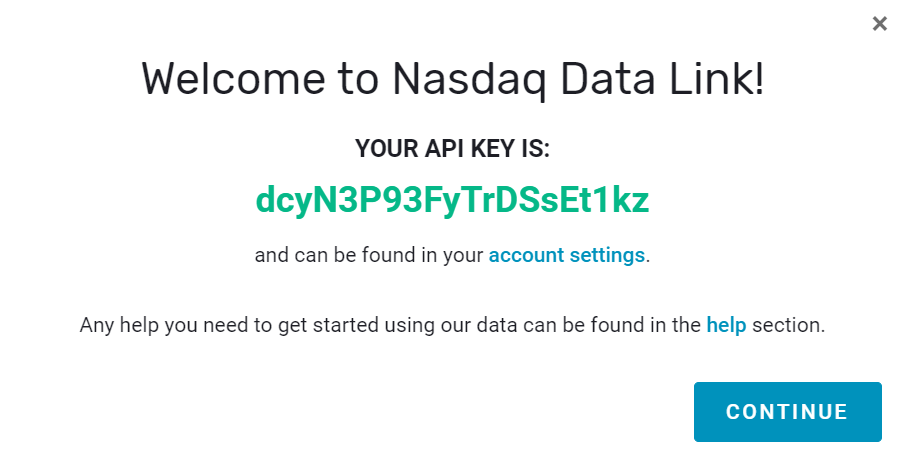 ×
Welcome to Nasdaq Data Link!
YOUR API KEY IS:
dcyN3P93FyTrDSsEt1kz
and can be found in your account settings.
Any help you need to get started using our data can be found in the help section.
CONTINUE